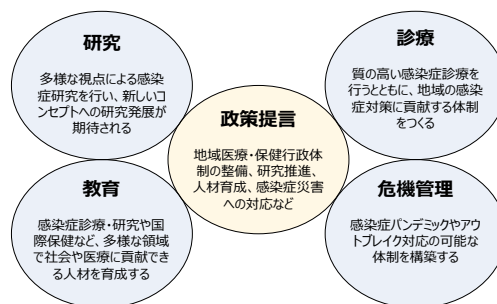 研究
多様な視点による感染
症研究を行い、新しいコ
ンセプトへの研究発展が
期待される
診療
質の高い感染症診療を
行うとともに、地域の感染
症対策に貢献する体制
をつくる
政策提言
地域医療・保健行政体
制の整備、研究推進、
人材育成、感染症災害
への対応など
教育
感染症診療・研究や国
際保健など、多様な領域
で社会や医療に貢献でき
る人材を育成する
危機管理
感染症パンデミックやアウ
トブレイク対応の可能な
体制を構築する